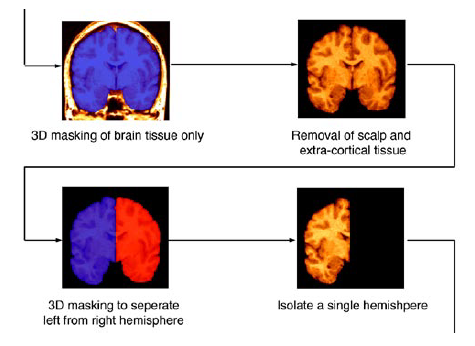 3D masking of brain tissue only
Removal of scalp and
extra-cortical tissue
3D masking to seperate
left from right hemisphere
Isolate a single hemishpere